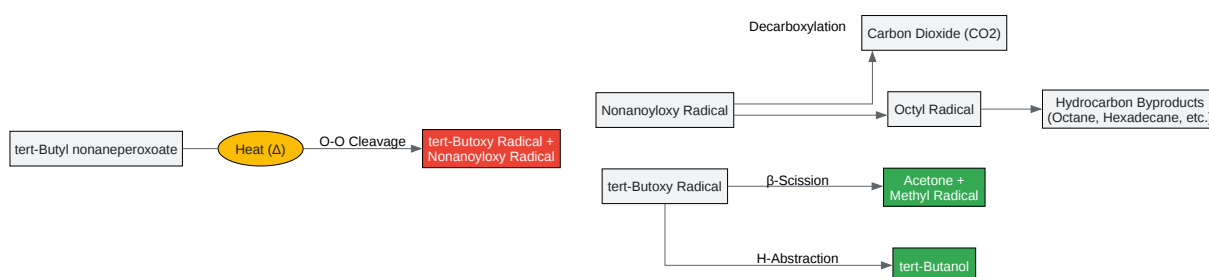 tert-Butyl nonaneperoxoate
Heat (Δ)
O-O Cleavage
tert-Butoxy Radical +
Nonanoyloxy Radical
Decarboxylation
Carbon Dioxide (CO2)
Nonanoyloxy Radical
Octyl Radical
Hydrocarbon Byproducts
(Octane, Hexadecane, etc.)
tert-Butoxy Radical
β-Scission
Acetone +
Methyl Radical
H-Abstraction
tert-Butanol